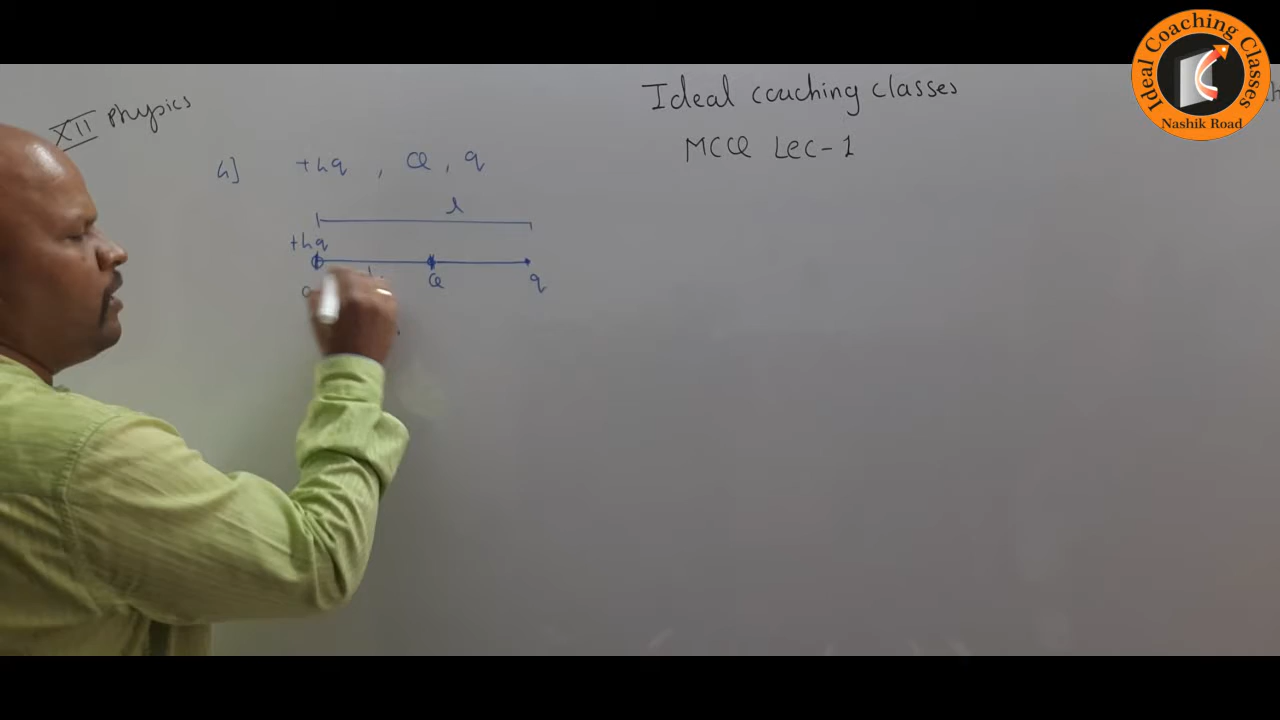 XII Physics
Ideal coaching classes
MCQ Lec-1
4] +4q , Q , q
l
+4q
Q
q
Ideal Coaching Classes
Nashik Road